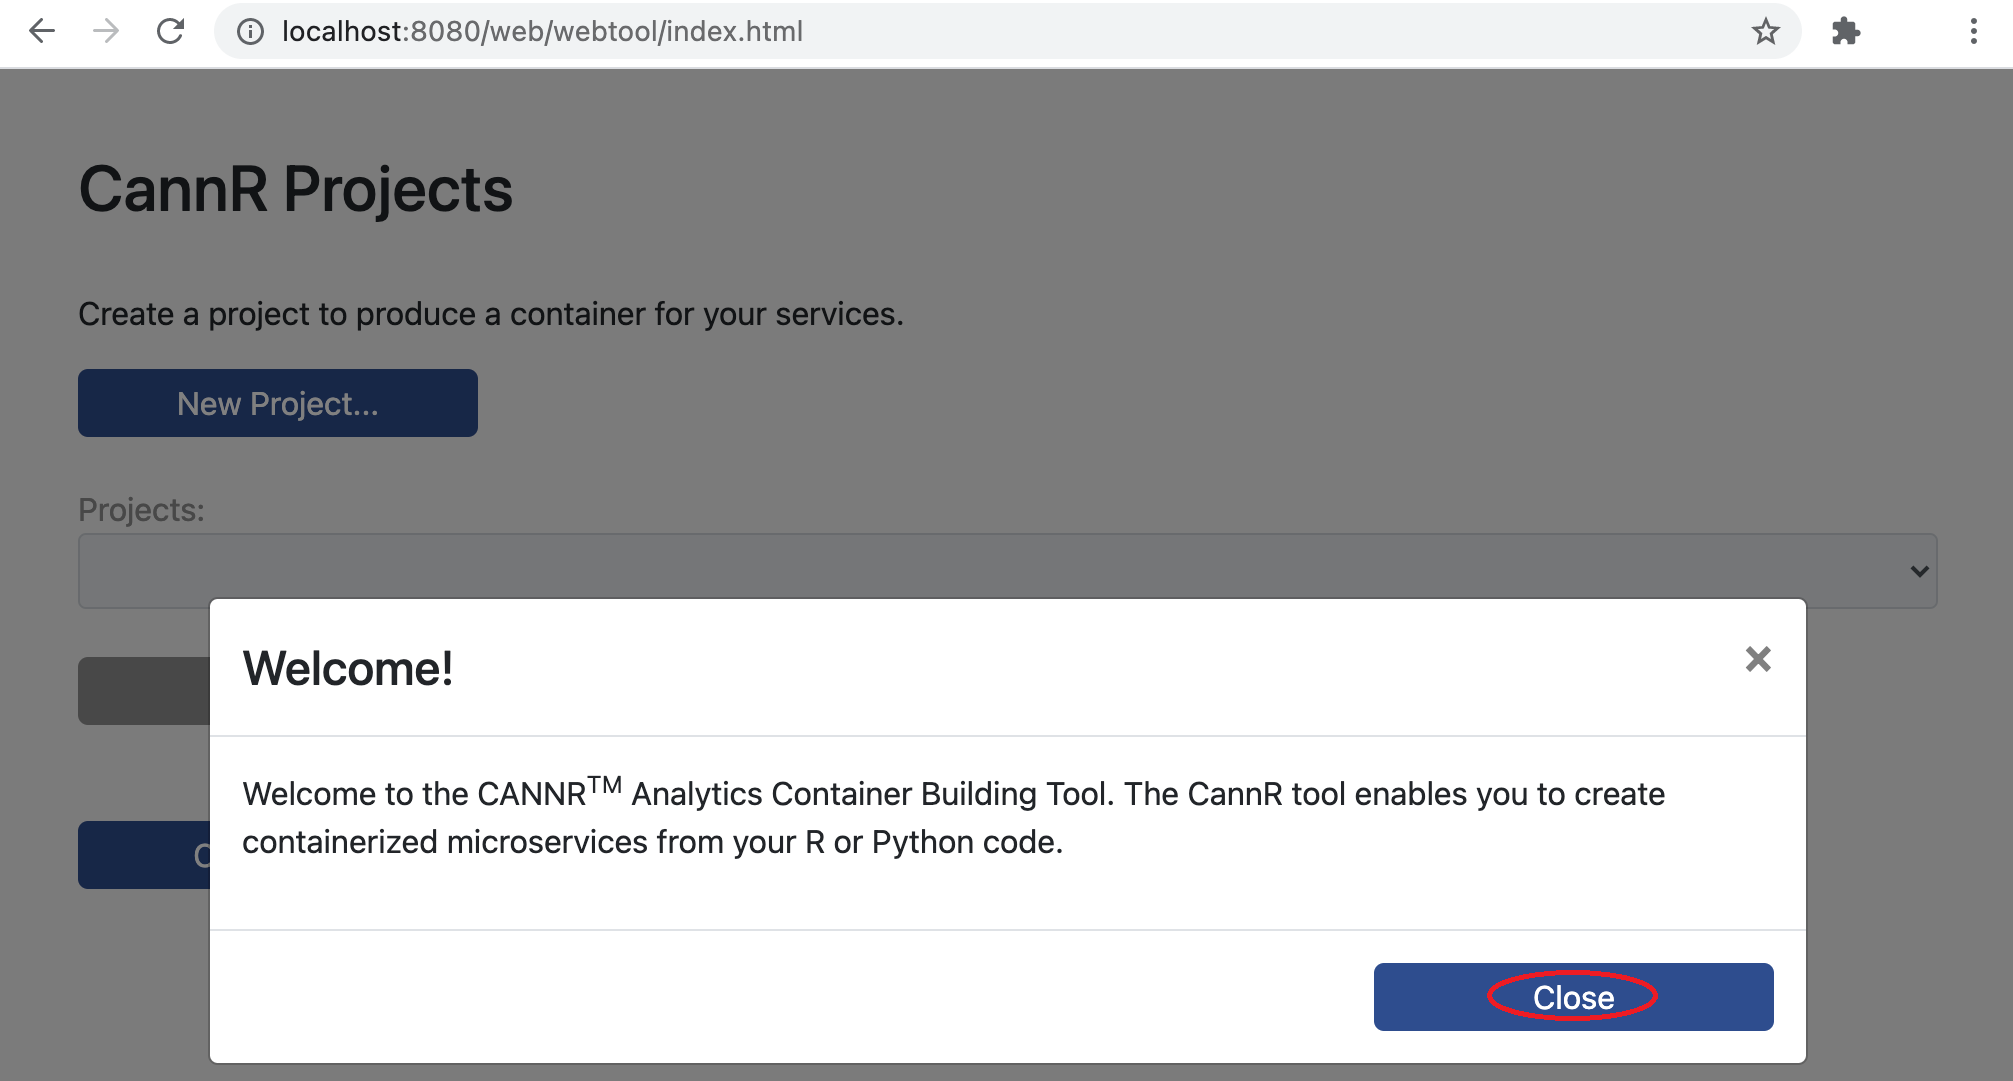 localhost:8080/web/webtool/index.html
CannR Projects
Create a project to produce a container for your services.
New Project...
Projects:
Welcome!
Welcome to the CANNR™ Analytics Container Building Tool. The CannR tool enables you to create
containerized microservices from your R or Python code.
Close